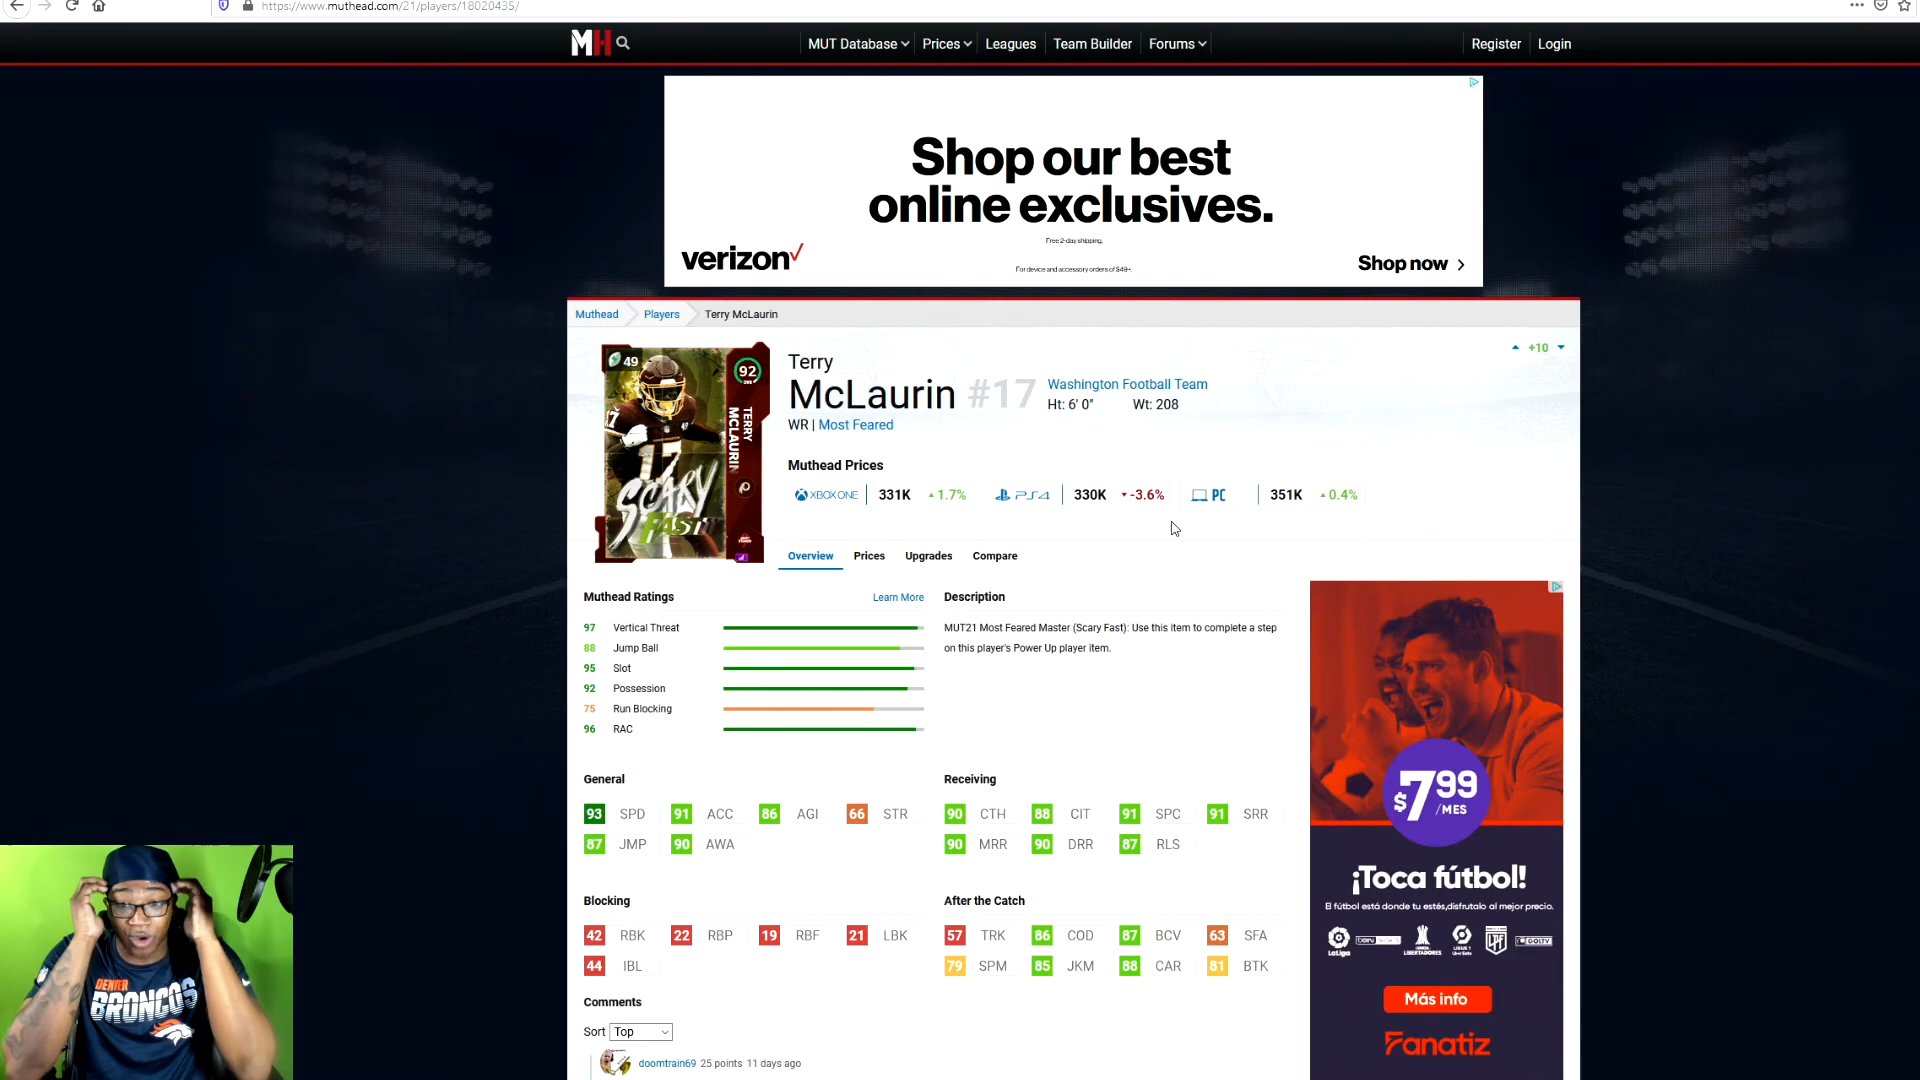 https://www.muthead.com/21/players/18020435/
MH
MUT Database
Prices
Leagues
Team Builder
Forums
Register
Login
Shop our best
online exclusives.
Free 2-day shipping.
For device and accessory orders of $49+.
verizon
Shop now
Muthead
Players
Terry McLaurin
49
92
OVR
TERRY
MCLAURIN
17
SCARY
FAST
Terry
McLaurin #17
Washington Football Team
Ht: 6' 0" Wt: 208
WR | Most Feared
+10
Muthead Prices
XBOX ONE 331K 1.7% PS4 330K -3.6% PC 351K 0.4%
Overview Prices Upgrades Compare
Muthead Ratings Learn More
97 Vertical Threat
88 Jump Ball
95 Slot
92 Possession
75 Run Blocking
96 RAC
Description
MUT21 Most Feared Master (Scary Fast): Use this item to complete a step
on this player's Power Up player item.
General
93 SPD 91 ACC 86 AGI 66 STR
87 JMP 90 AWA
Receiving
90 CTH 88 CIT 91 SPC 91 SRR
90 MRR 90 DRR 87 RLS
Blocking
42 RBK 22 RBP 19 RBF 21 LBK
44 IBL
After the Catch
57 TRK 86 COD 87 BCV 63 SFA
79 SPM 85 JKM 88 CAR 81 BTK
Comments
Sort Top
doomtrain69 25 points 11 days ago
$7.99
/MES
¡Toca fútbol!
El fútbol está donde tu estés,disfrutalo al mejor precio.
LaLiga
beIN
LIBERTADORES
LPF
GOLTV
Más info
Fanatiz
DENVER
BRONCOS